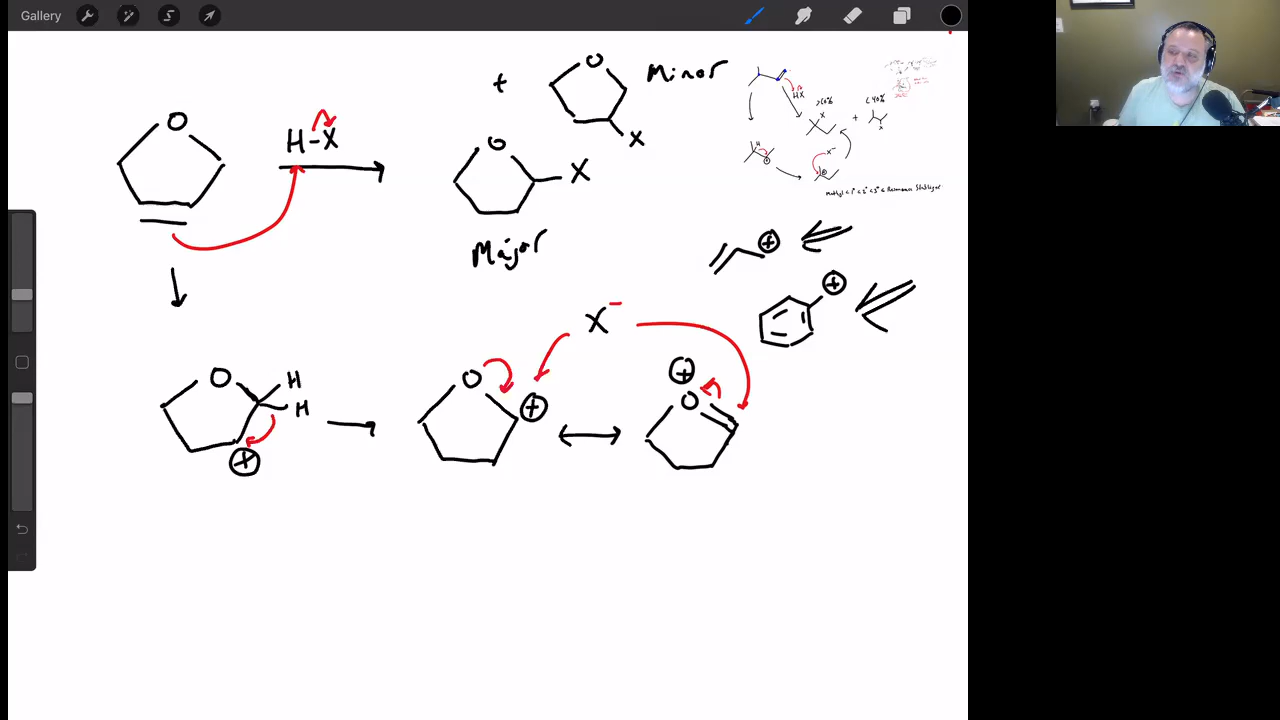 Gallery
O
H-X
+
O
X
Minor
O
X
Major
HX
>60%
X
+
<40%
X
H
X⁻
+
+
Methyl < 1° < 2° < 3° < Resonance Stabilized
+
+
X⁻
O
H
H
+
O
+
+
O